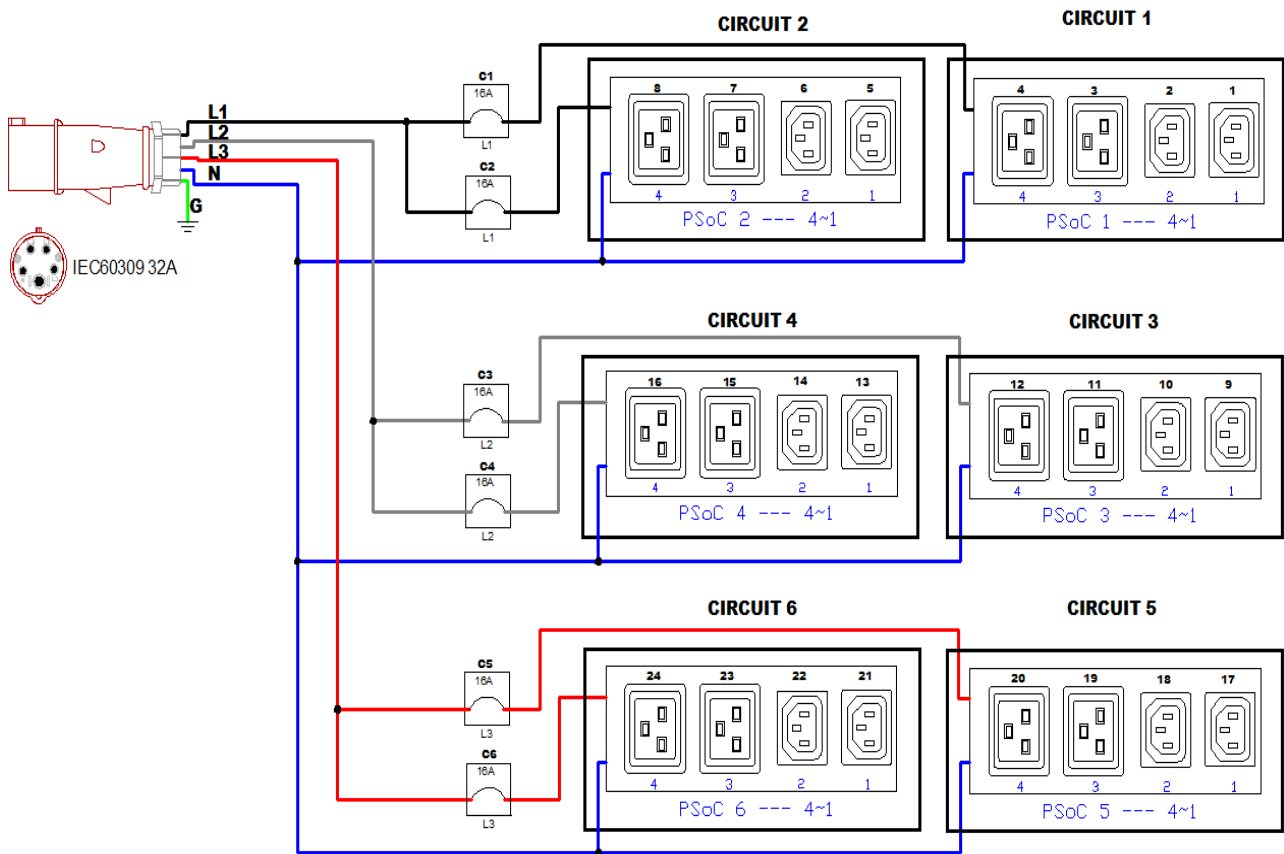 CIRCUIT 2
CIRCUIT 1
L1
L2
L3
N
G
IEC60309 32A
C1
16A
L1
C2
16A
L1
8 7 6 5
4 3 2 1
PSoC 2 --- 4~1
4 3 2 1
4 3 2 1
PSoC 1 --- 4~1
CIRCUIT 4
CIRCUIT 3
C3
16A
L2
C4
16A
L2
16 15 14 13
4 3 2 1
PSoC 4 --- 4~1
12 11 10 9
4 3 2 1
PSoC 3 --- 4~1
CIRCUIT 6
CIRCUIT 5
C5
16A
L3
C6
16A
L3
24 23 22 21
4 3 2 1
PSoC 6 --- 4~1
20 19 18 17
4 3 2 1
PSoC 5 --- 4~1